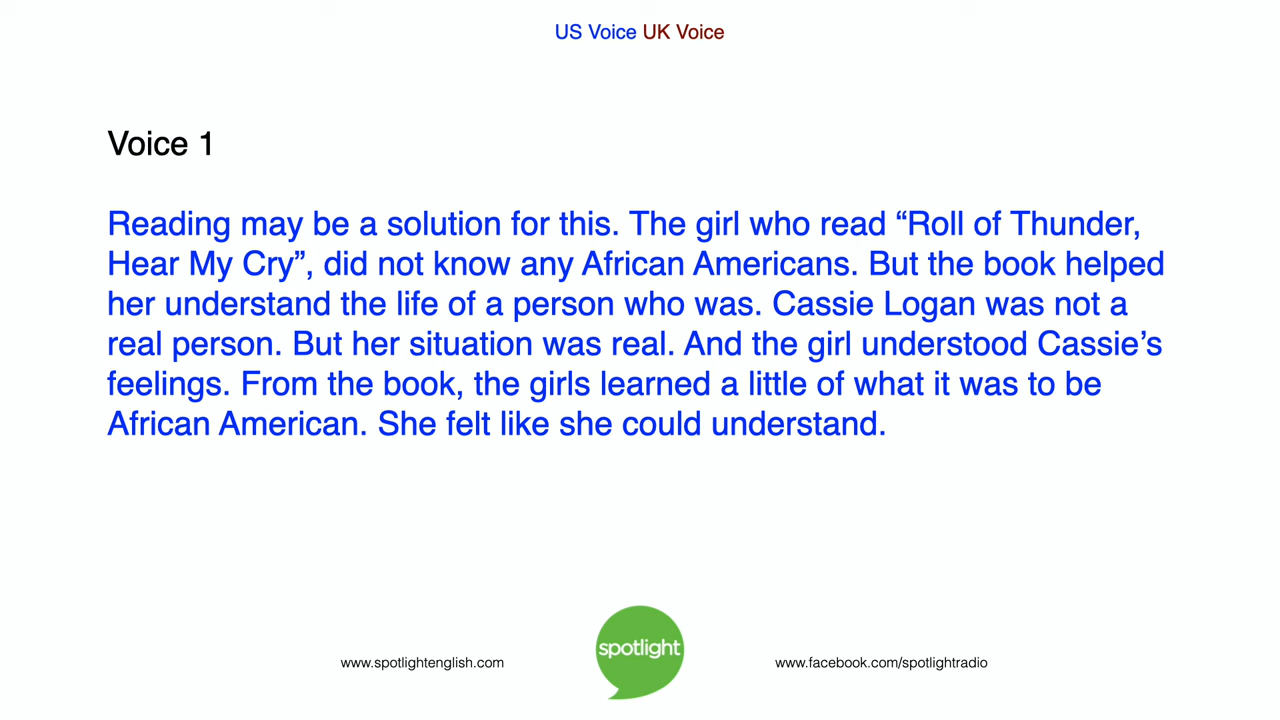 US Voice UK Voice
Voice 1
Reading may be a solution for this. The girl who read “Roll of Thunder,
Hear My Cry”, did not know any African Americans. But the book helped
her understand the life of a person who was. Cassie Logan was not a
real person. But her situation was real. And the girl understood Cassie’s
feelings. From the book, the girls learned a little of what it was to be
African American. She felt like she could understand.
spotlight
www.spotlightenglish.com
www.facebook.com/spotlightradio